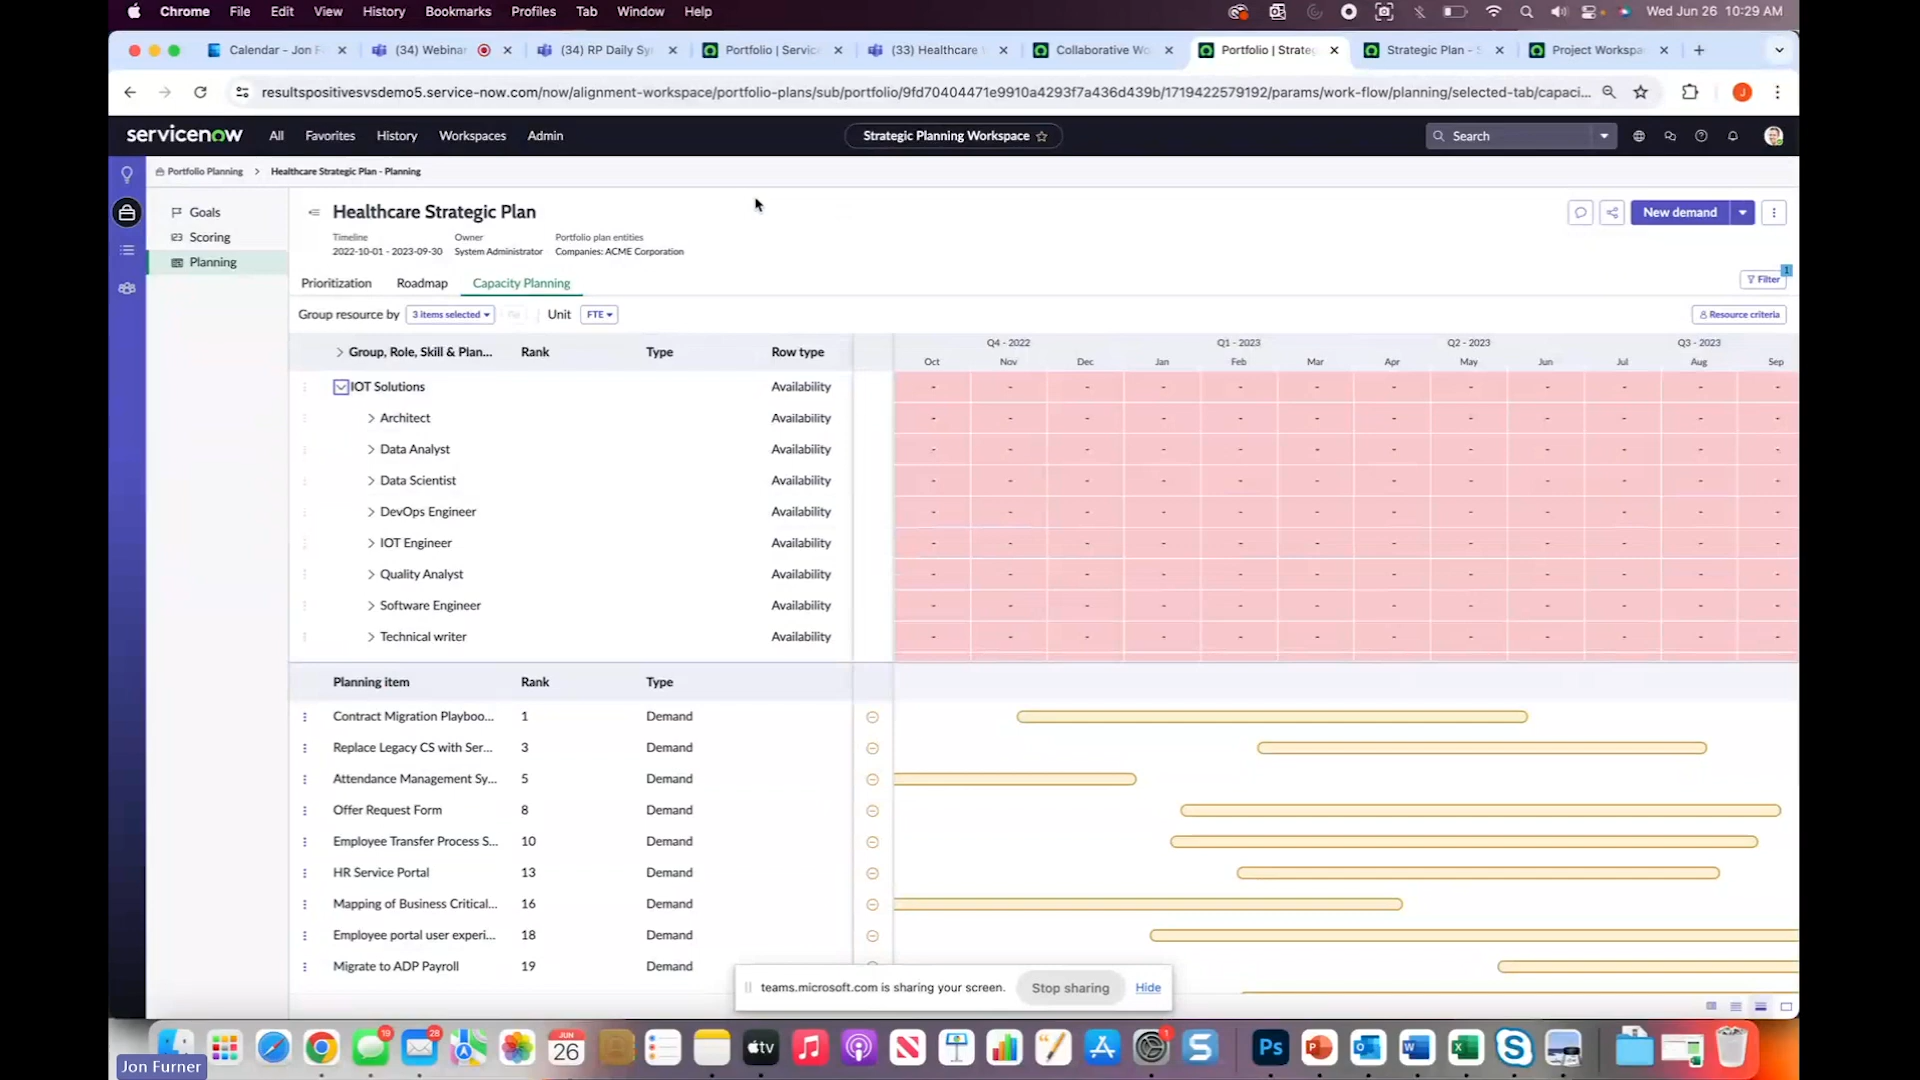 Chrome File Edit View History Bookmarks Profiles Tab Window Help Wed Jun 26 10:29 AM
Calendar - Jon F (34) Webinar (34) RP Daily Sy Portfolio | Service (33) Healthcare Collaborative Wo Portfolio | Strate Strategic Plan - S Project Workspa
resultspositivesvsdemo5.service-now.com/now/alignment-workspace/portfolio-plans/sub/portfolio/9fd70404471e9910a4293f7a436d439b/1719422579192/params/work-flow/planning/selected-tab/capaci...
servicenow All Favorites History Workspaces Admin Strategic Planning Workspace Search
Portfolio Planning > Healthcare Strategic Plan - Planning
Goals
Scoring
Planning
Healthcare Strategic Plan
New demand
Timeline Owner Portfolio plan entities
2022-10-01 - 2023-09-30 System Administrator Companies: ACME Corporation
Prioritization Roadmap Capacity Planning 1 Filter
Group resource by 3 items selected Unit FTE Resource criteria
Group, Role, Skill & Plan... Rank Type Row type
Q4 - 2022 Q1 - 2023 Q2 - 2023 Q3 - 2023
Oct Nov Dec Jan Feb Mar Apr May Jun Jul Aug Sep
IOT Solutions Availability - - - - - - - - - - - -
Architect Availability - - - - - - - - - - - -
Data Analyst Availability - - - - - - - - - - - -
Data Scientist Availability - - - - - - - - - - - -
DevOps Engineer Availability - - - - - - - - - - - -
IOT Engineer Availability - - - - - - - - - - - -
Quality Analyst Availability - - - - - - - - - - - -
Software Engineer Availability - - - - - - - - - - - -
Technical writer Availability - - - - - - - - - - - -
Planning item Rank Type
Contract Migration Playboo... 1 Demand
Replace Legacy CS with Ser... 3 Demand
Attendance Management Sy... 5 Demand
Offer Request Form 8 Demand
Employee Transfer Process S... 10 Demand
HR Service Portal 13 Demand
Mapping of Business Critical... 16 Demand
Employee portal user experi... 18 Demand
Migrate to ADP Payroll 19 Demand
teams.microsoft.com is sharing your screen. Stop sharing Hide
19 28 JUN 26 tv 1 Ps
Jon Furner